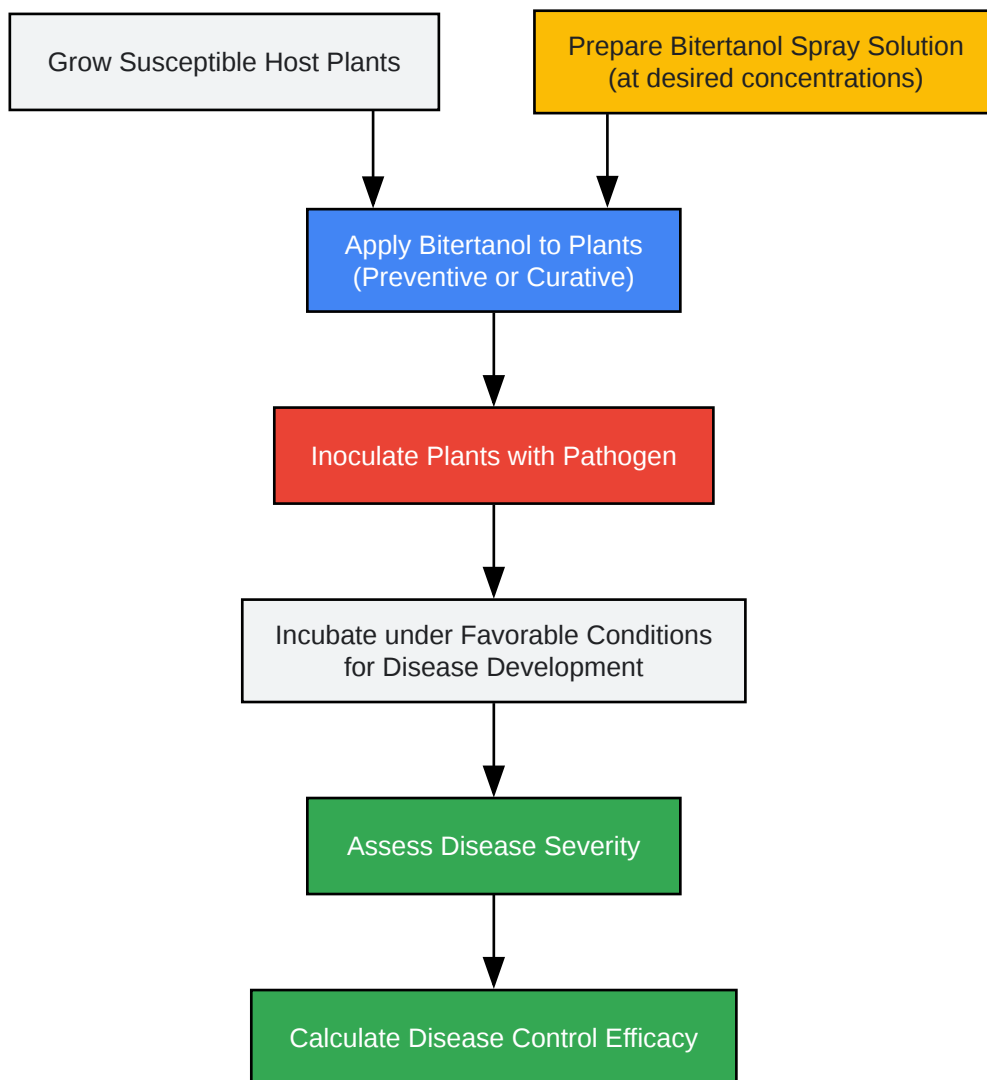 Grow Susceptible Host Plants
Prepare Bitertanol Spray Solution
(at desired concentrations)
Apply Bitertanol to Plants
(Preventive or Curative)
Inoculate Plants with Pathogen
Incubate under Favorable Conditions
for Disease Development
Assess Disease Severity
Calculate Disease Control Efficacy